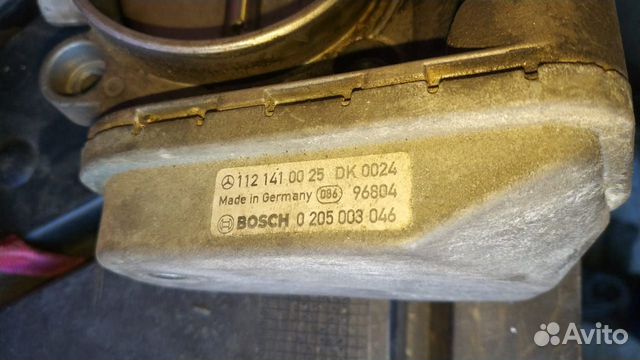 112 141 00 25 DK 0024
Made in Germany 086 96804
BOSCH 0 205 003 046
Avito